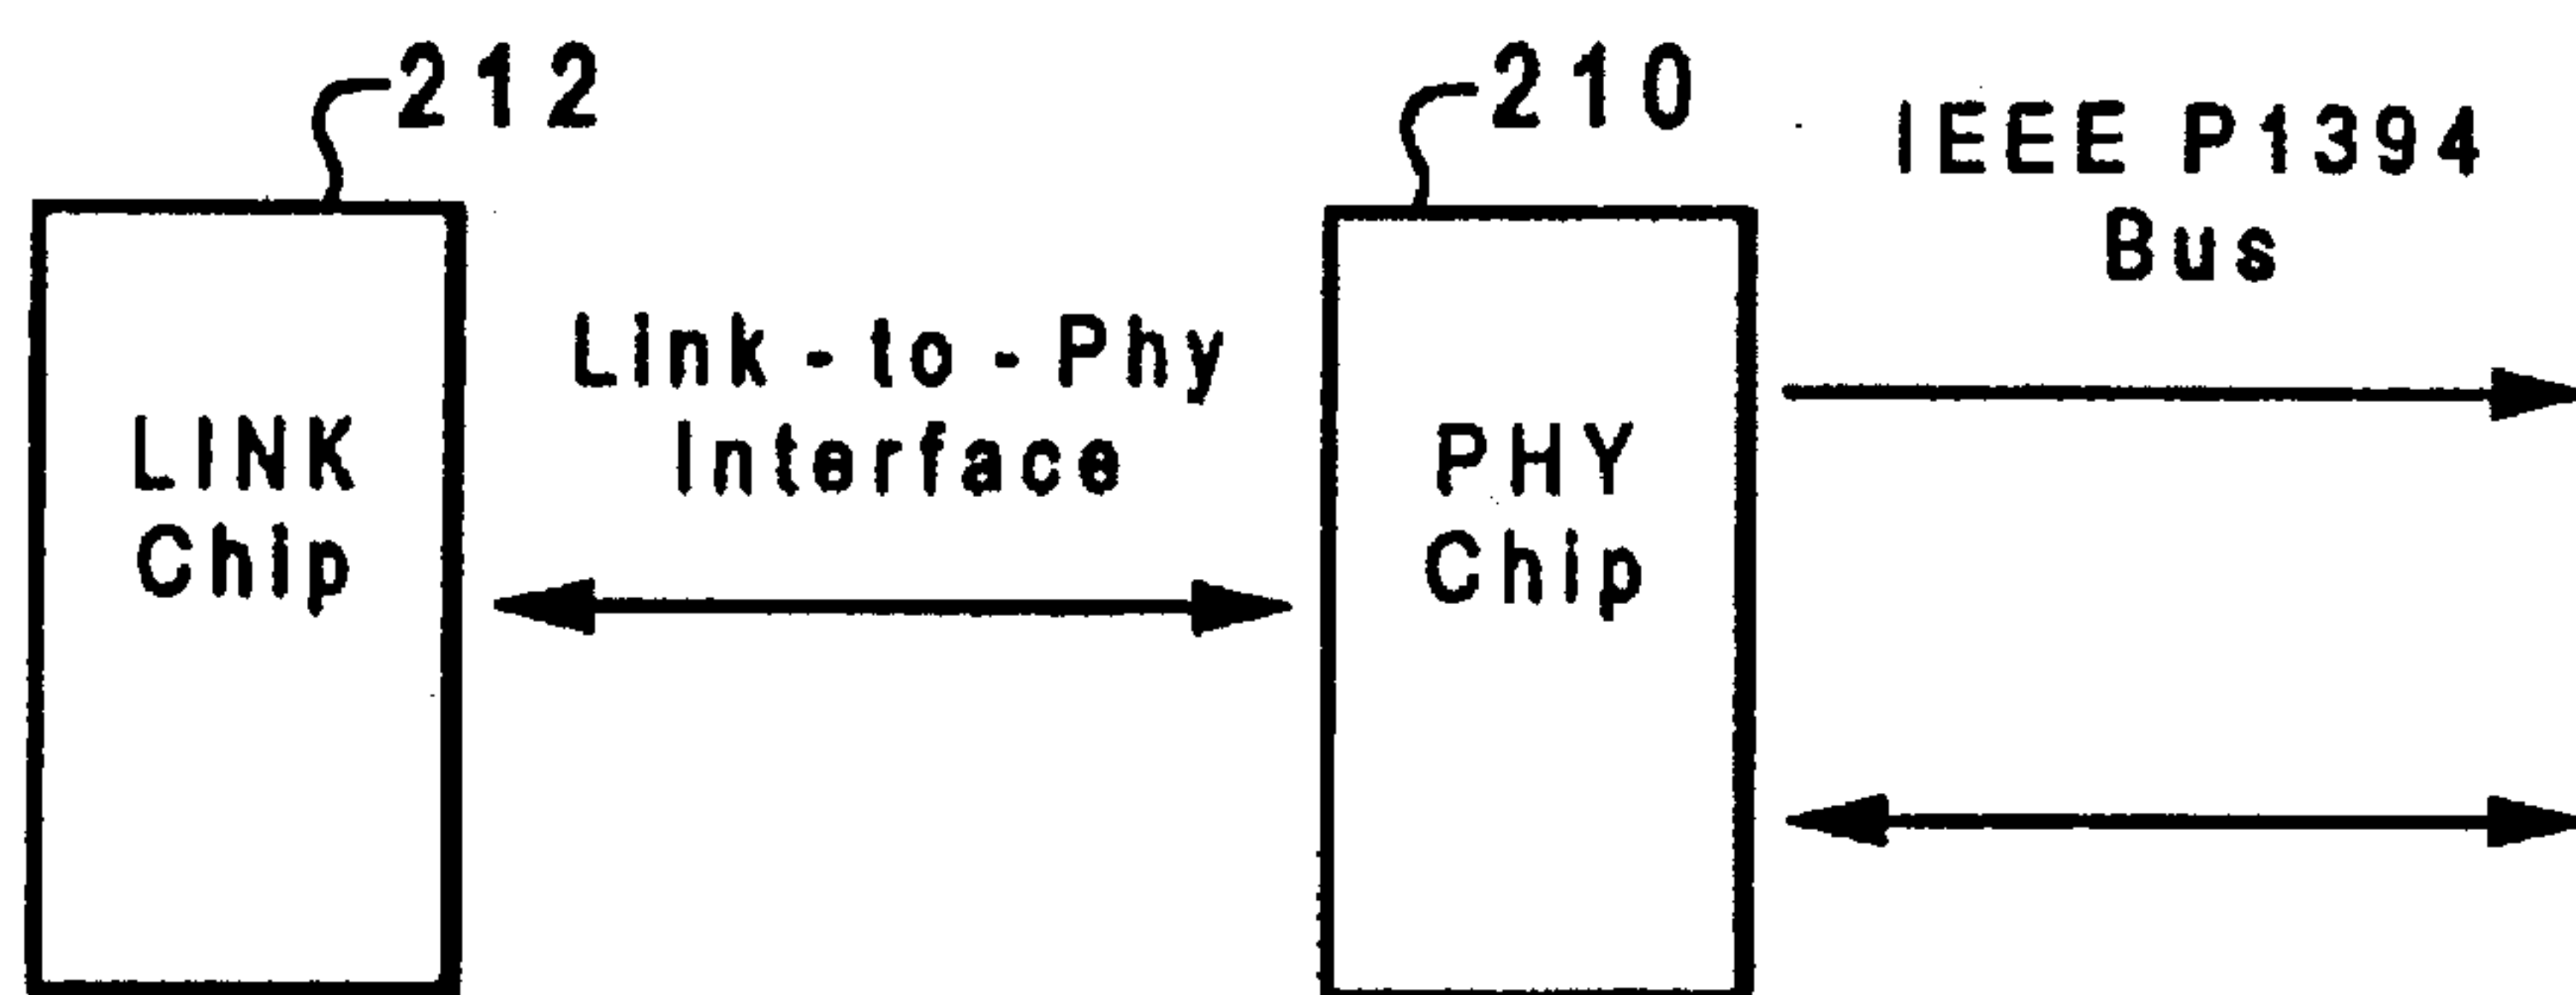 212
210
IEEE P1394
Bus
Link - to - Phy
Interface
LINK
Chip
PHY
Chip